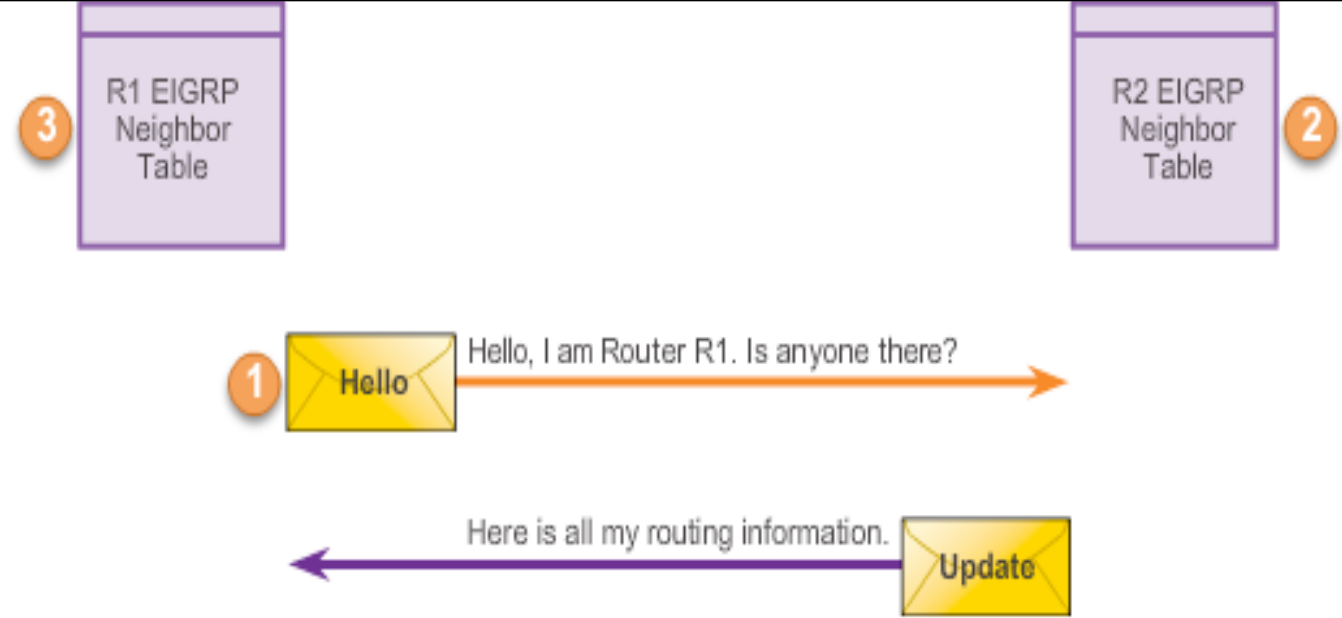 R1 EIGRP
Neighbor
Table
3
R2 EIGRP
Neighbor
Table
2
1
Hello
Hello, I am Router R1. Is anyone there?
Here is all my routing information.
Update